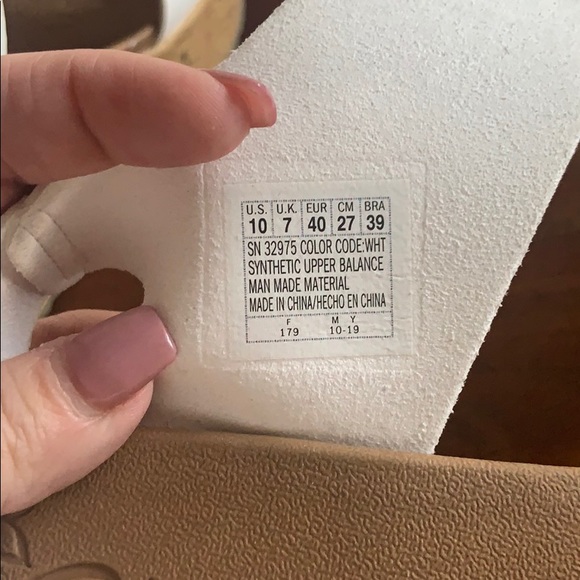 U.S. U.K. EUR CM BRA
10 7 40 27 39
SN 32975 COLOR CODE:WHT
SYNTHETIC UPPER BALANCE
MAN MADE MATERIAL
MADE IN CHINA/HECHO EN CHINA
F M Y
179 10-19